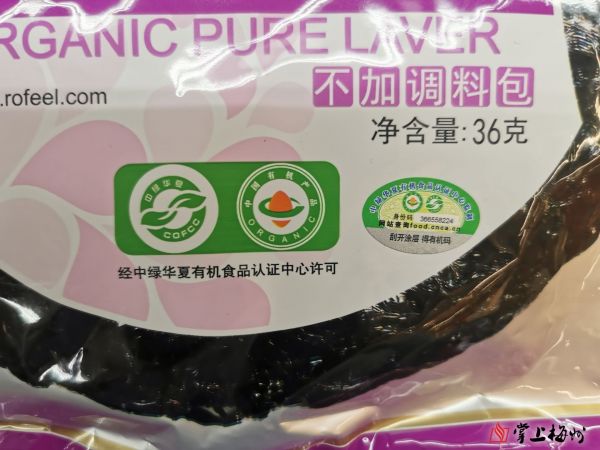 RGANIC PURE LAVER
.rofeel.com
不加调料包
净含量:36克
中绿华夏
COFCC
中国有机产品
ORGANIC
经中绿华夏有机食品认证中心许可
身份码 366558224
网站查询food.cnca.cn
刮开涂层 得有机码
掌上梅州